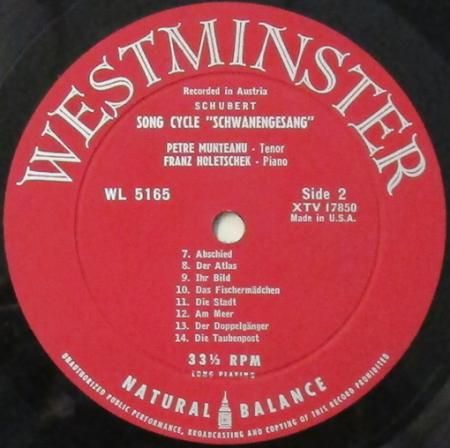 WESTMINSTER
Recorded in Austria
SCHUBERT
SONG CYCLE "SCHWANENGESANG"
PETRE MUNTEANU - Tenor
FRANZ HOLETSCHEK - Piano
WL 5165
Side 2
XTV 17850
Made in U.S.A.
7. Abschied
8. Der Atlas
9. Ihr Bild
10. Das Fischermädchen
11. Die Stadt
12. Am Meer
13. Der Doppelgänger
14. Die Taubenpost
33⅓ RPM
LONG PLAYING
NATURAL BALANCE
UNAUTHORIZED PUBLIC PERFORMANCE, BROADCASTING AND COPYING OF THIS RECORD PROHIBITED